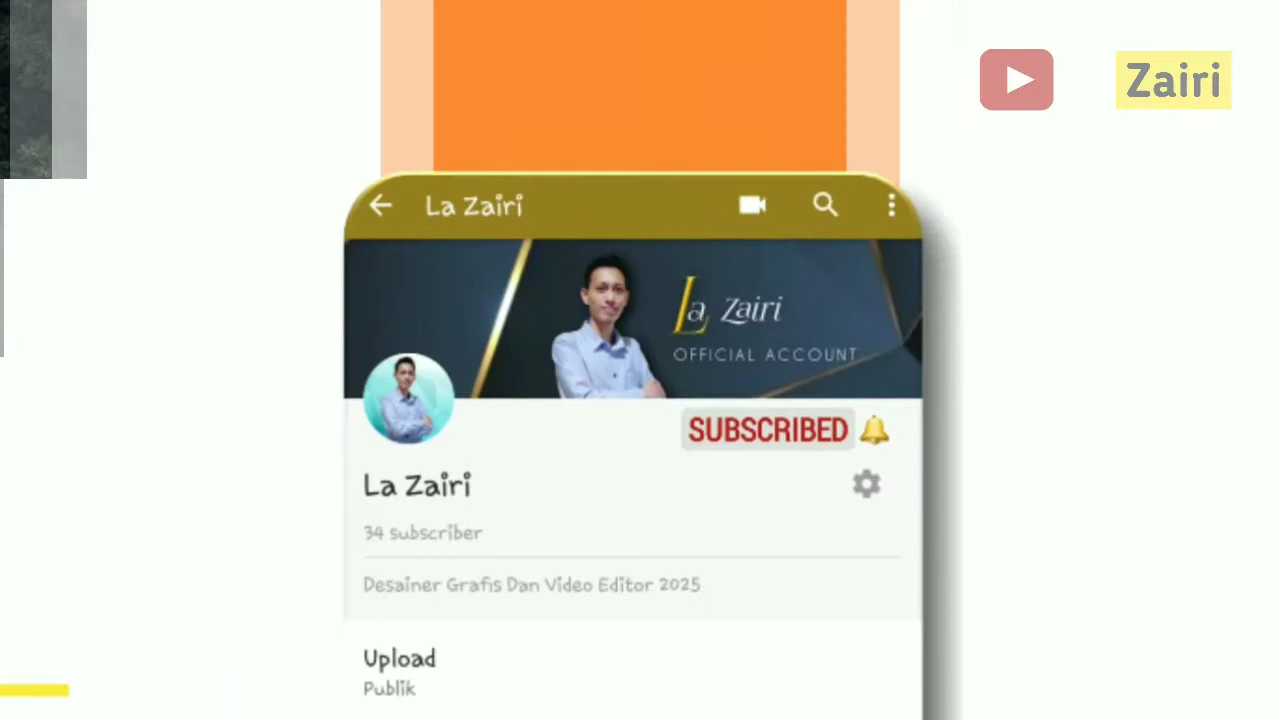 Zairi
La Zairi
La Zairi
OFFICIAL ACCOUNT
SUBSCRIBED
La Zairi
34 subscriber
Desainer Grafis Dan Video Editor 2025
Upload
Publik